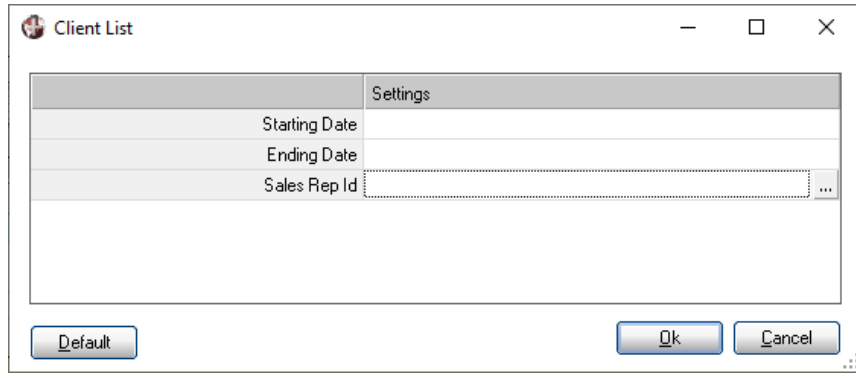 Client List
Settings
Starting Date
Ending Date
Sales Rep Id
...
Default
Ok
Cancel